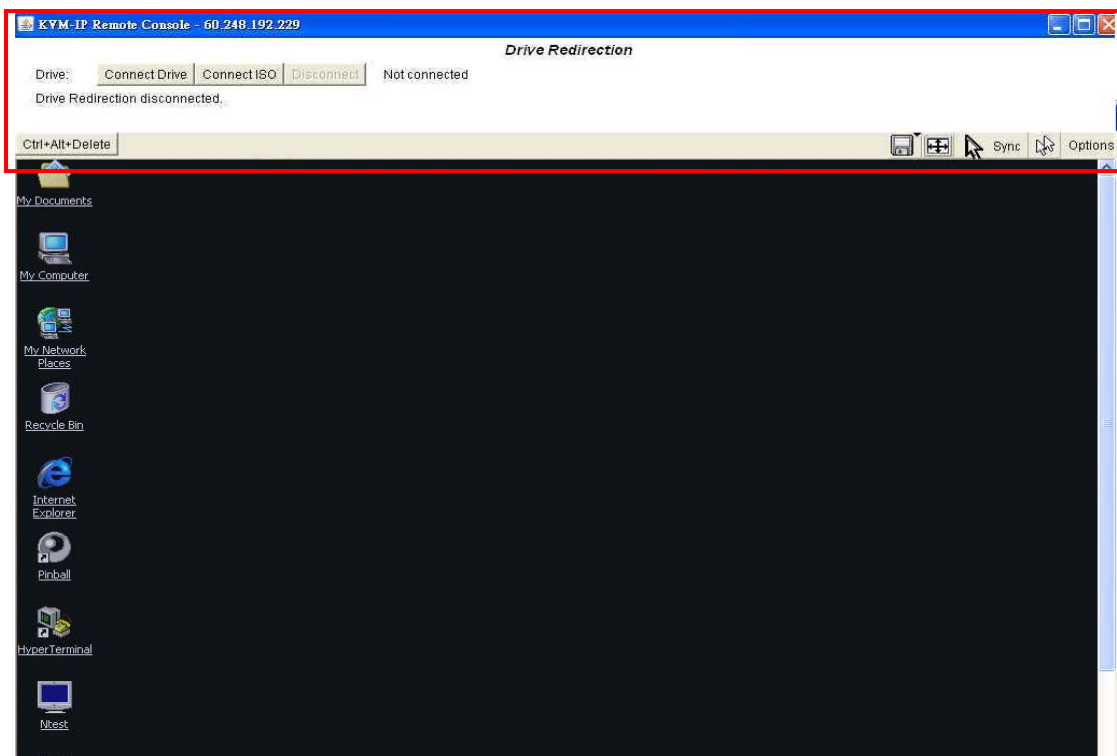 KVM-IP Remote Console - 60.248.192.229
Drive Redirection
Drive: Connect Drive Connect ISO Disconnect Not connected
Drive Redirection disconnected.
Ctrl+Alt+Delete Sync Options
My Documents
My Computer
My Network
Places
Recycle Bin
Internet
Explorer
Pinball
HyperTerminal
Ntest